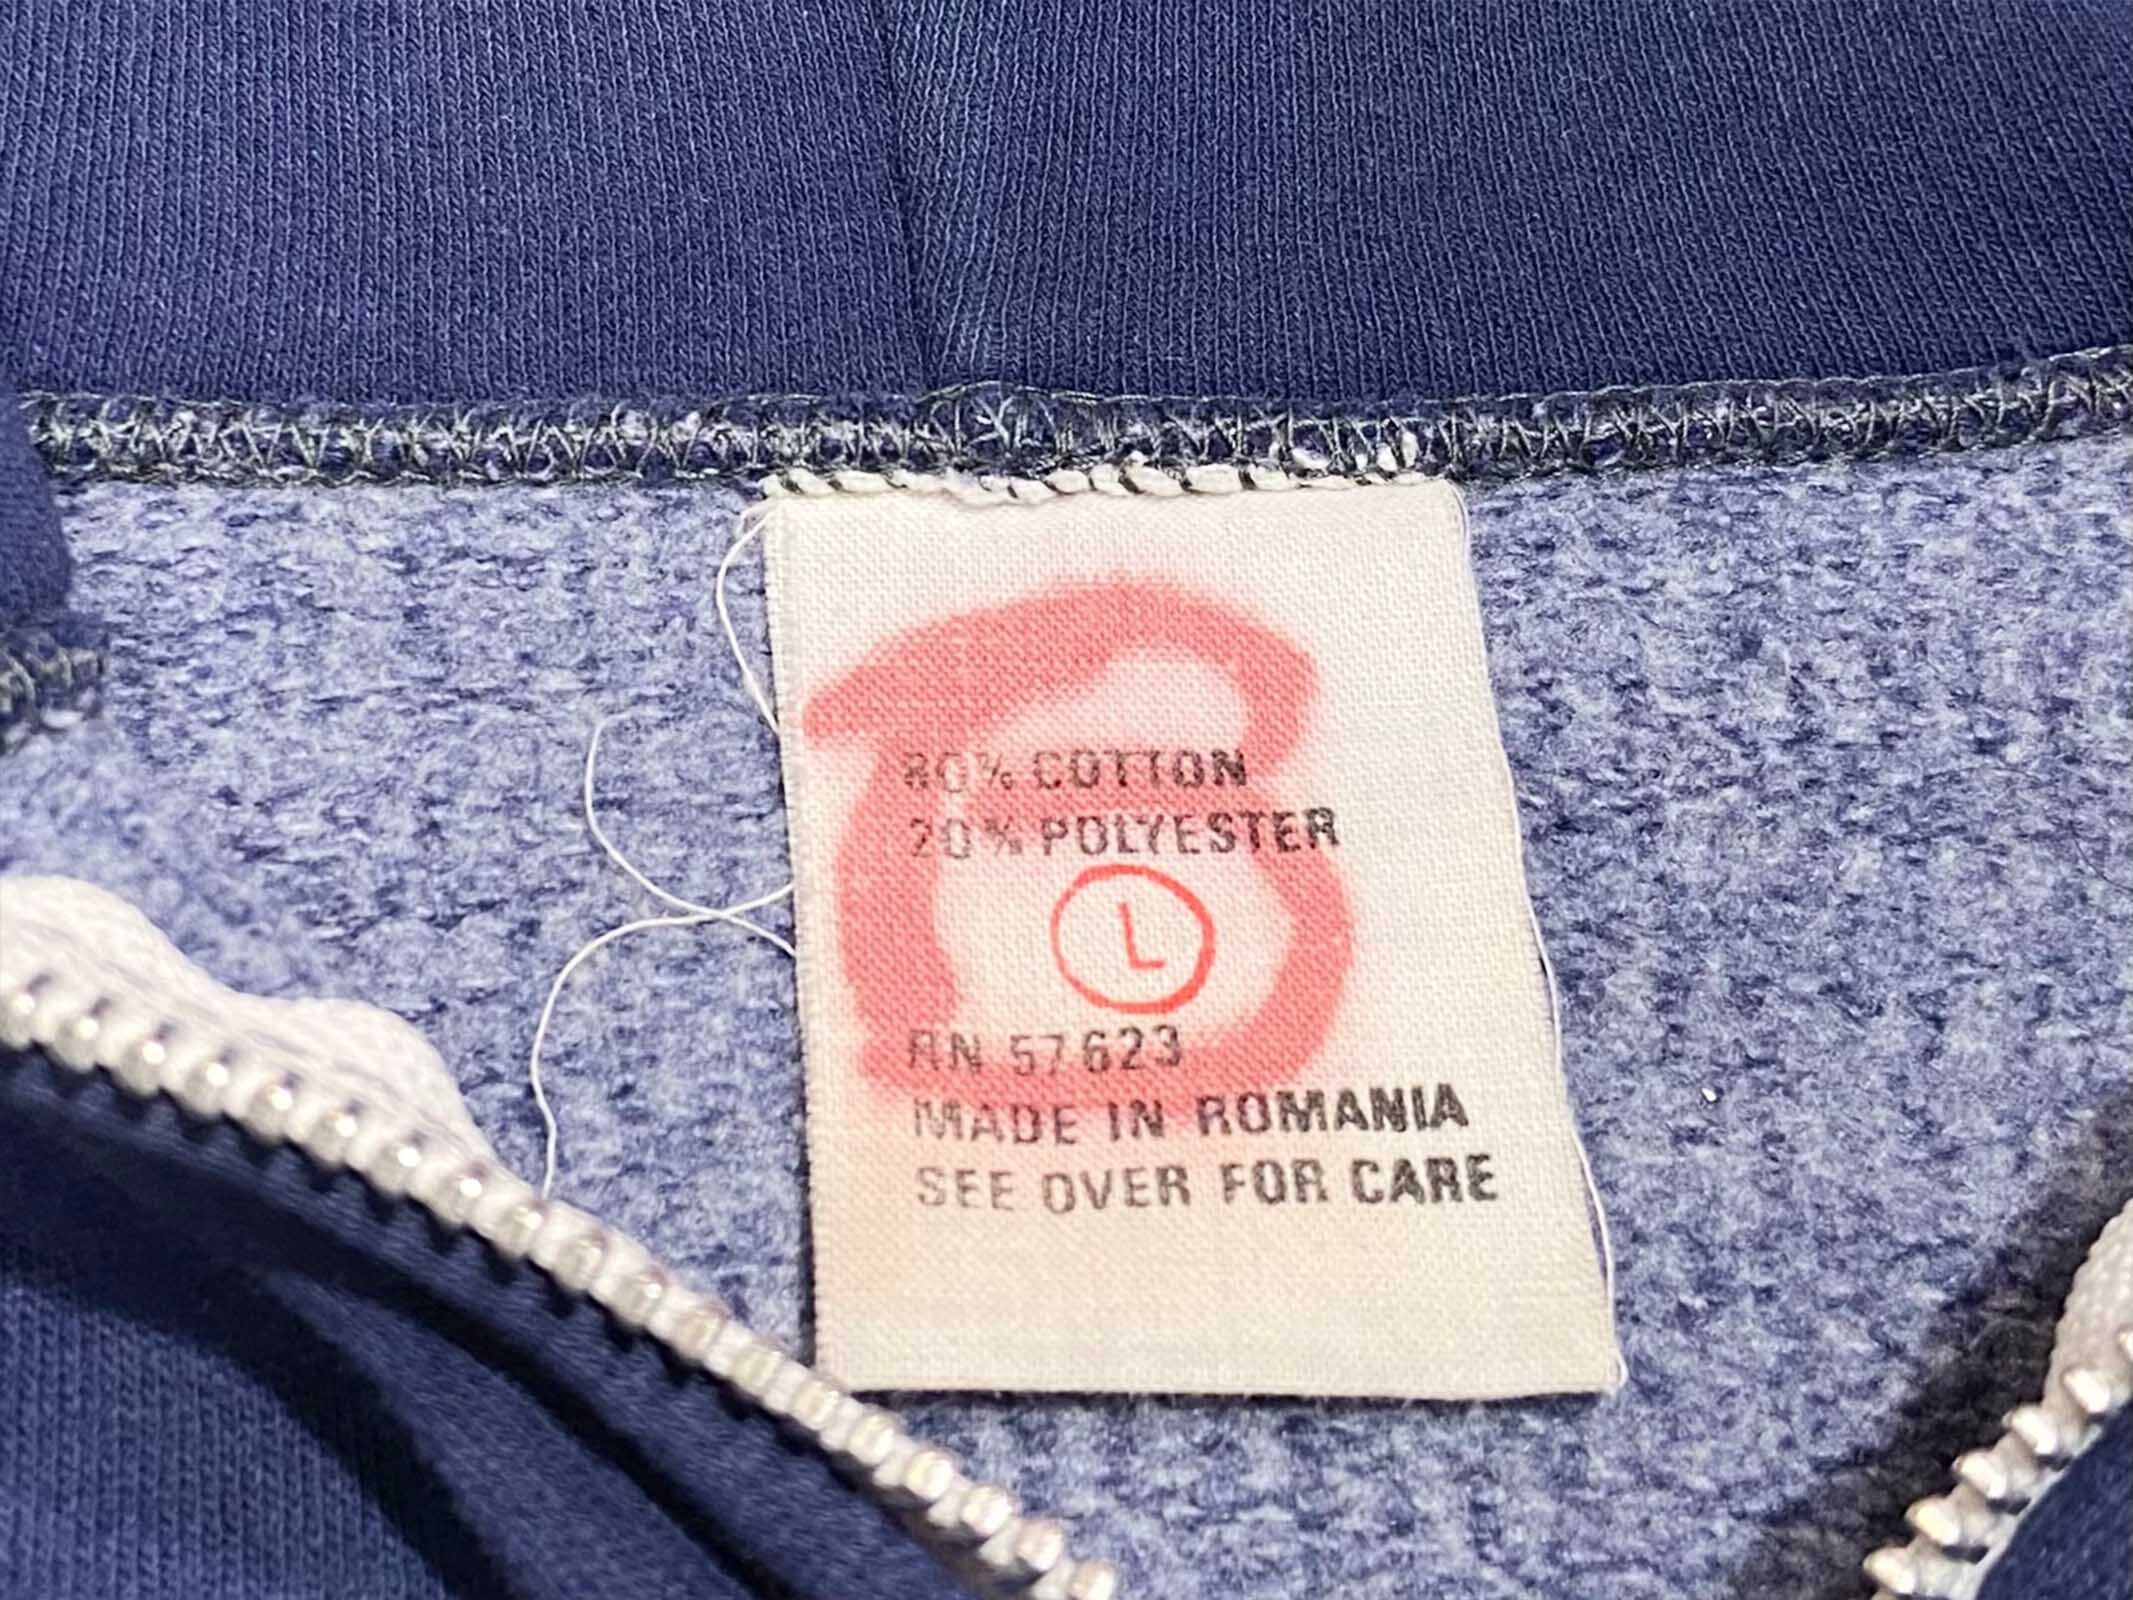 B
80% COTTON
20% POLYESTER
L
RN 57623
MADE IN ROMANIA
SEE OVER FOR CARE